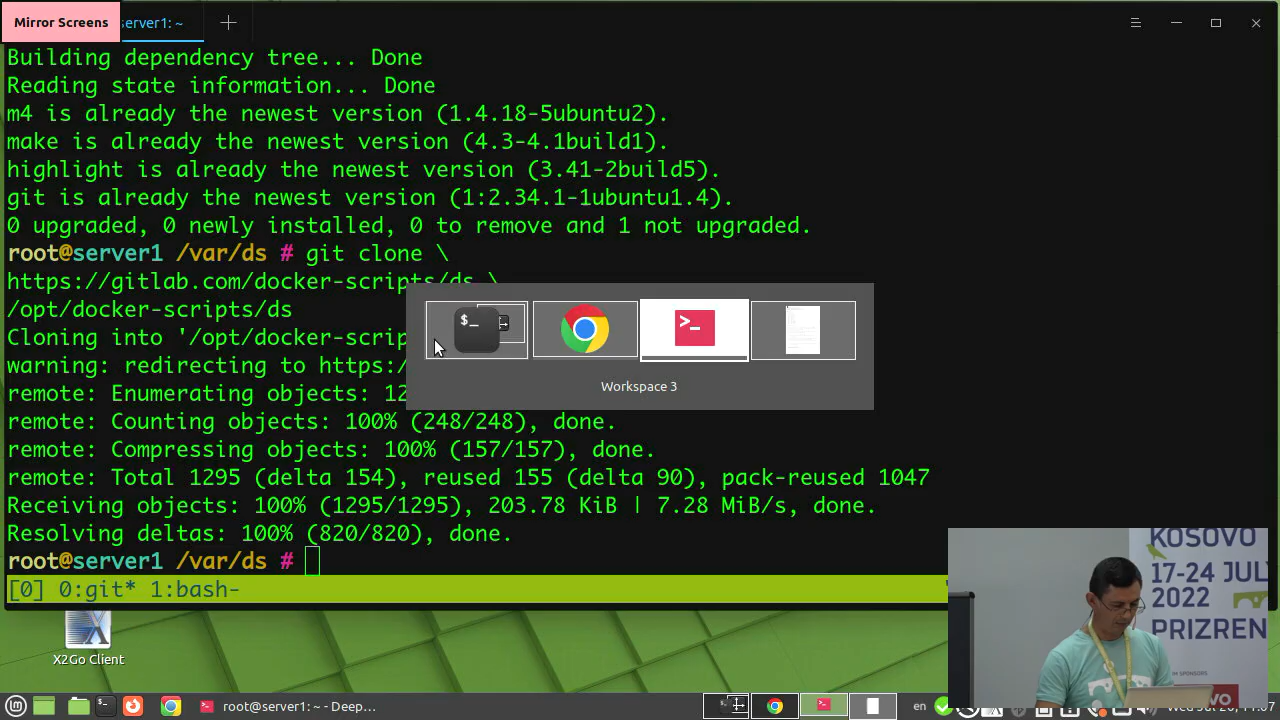 Mirror Screens
server1: ~
Building dependency tree... Done
Reading state information... Done
m4 is already the newest version (1.4.18-5ubuntu2).
make is already the newest version (4.3-4.1build1).
highlight is already the newest version (3.41-2build5).
git is already the newest version (1:2.34.1-1ubuntu1.4).
0 upgraded, 0 newly installed, 0 to remove and 1 not upgraded.
root@server1 /var/ds # git clone \
https://gitlab.com/docker-scripts/ds \
/opt/docker-scripts/ds
Cloning into '/opt/docker-scrip
warning: redirecting to https:/
remote: Enumerating objects: 12
remote: Counting objects: 100% (248/248), done.
remote: Compressing objects: 100% (157/157), done.
remote: Total 1295 (delta 154), reused 155 (delta 90), pack-reused 1047
Receiving objects: 100% (1295/1295), 203.78 KiB | 7.28 MiB/s, done.
Resolving deltas: 100% (820/820), done.
root@server1 /var/ds #
[0] 0:git* 1:bash-
$_
>_
Workspace 3
KOSOVO
17-24 JUL
2022
PRIZREN
SPONSORS
X2Go Client
root@server1: ~ - Deep...
en